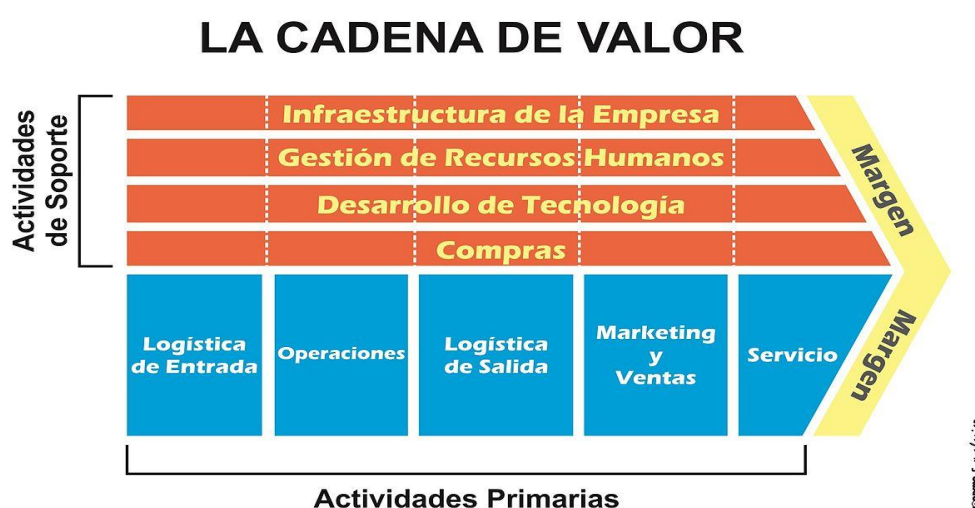 LA CADENA DE VALOR
Actividades
de Soporte
Infraestructura de la Empresa
Gestión de Recursos Humanos
Desarrollo de Tecnología
Compras
Margen
Logística
de Entrada
Operaciones
Logística
de Salida
Marketing
y
Ventas
Servicio
Margen
Actividades Primarias